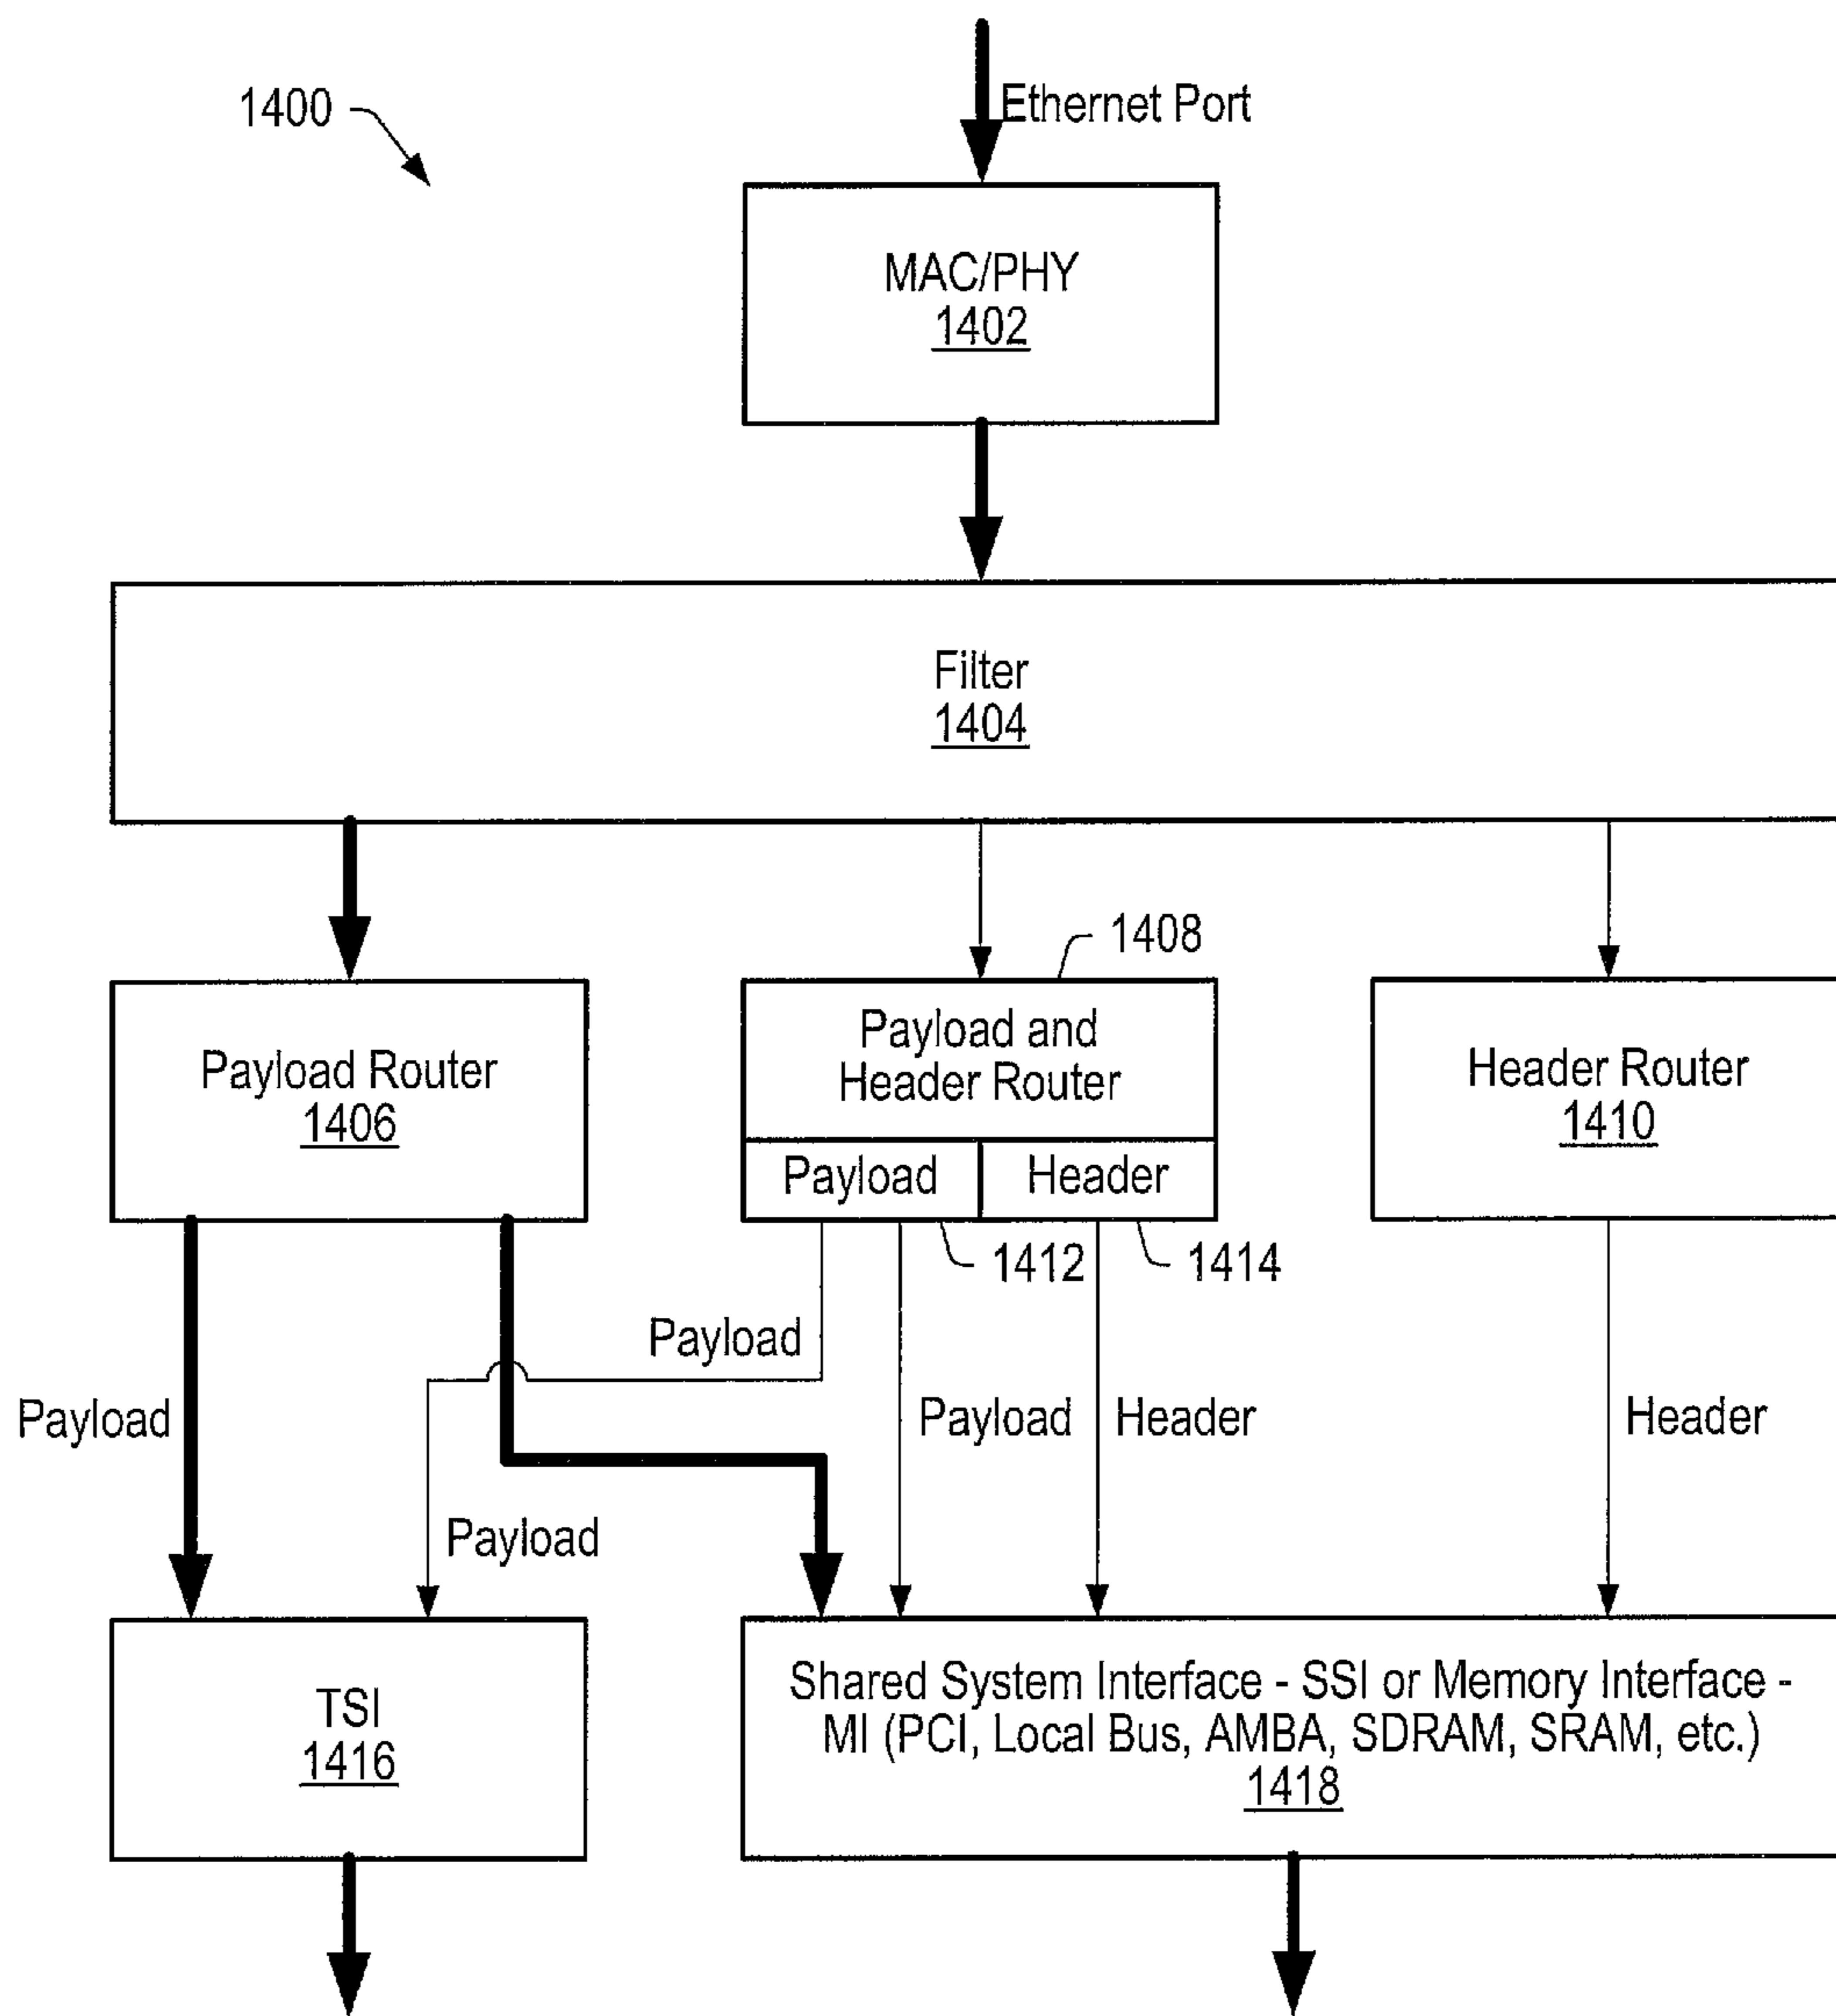 1400
Ethernet Port
MAC/PHY
1402
Filter
1404
1408
Payload Router
1406
Payload and
Header Router
Payload
Header
Header Router
1410
1412
1414
Payload
Payload
Payload
Header
Header
Payload
TSI
1416
Shared System Interface - SSI or Memory Interface -
MI (PCI, Local Bus, AMBA, SDRAM, SRAM, etc.)
1418